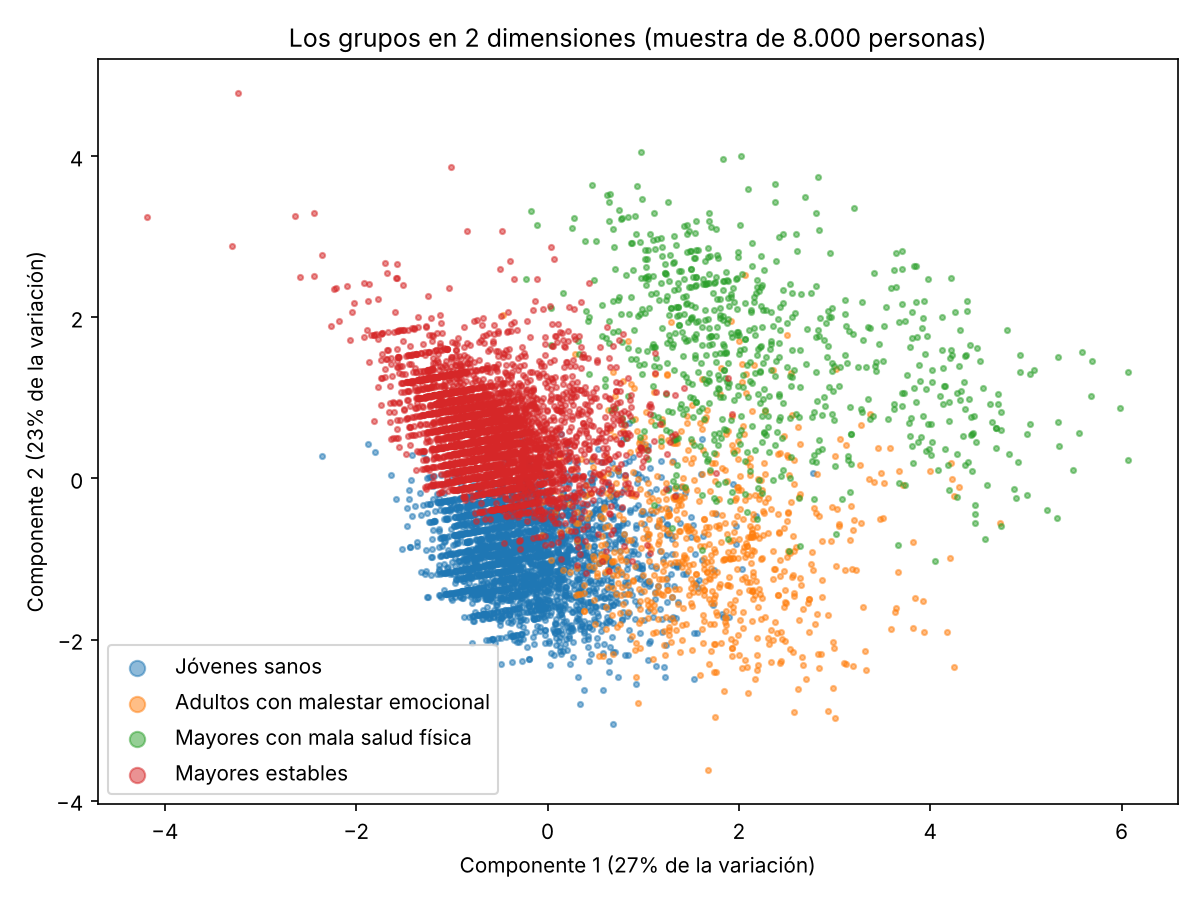 Los grupos en 2 dimensiones (muestra de 8.000 personas)
Componente 2 (23% de la variación)
4
2
0
−2
−4
Jóvenes sanos
Adultos con malestar emocional
Mayores con mala salud física
Mayores estables
−4
−2
0
2
4
6
Componente 1 (27% de la variación)